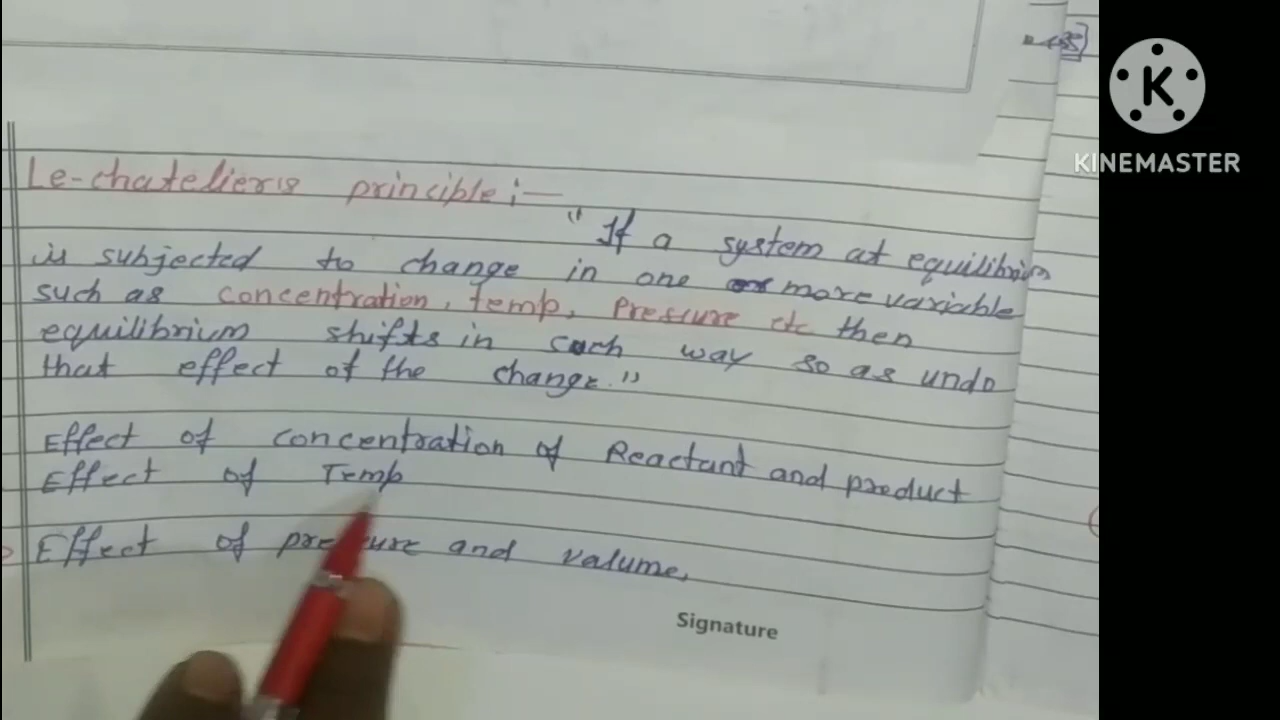 Le-chatelier's principle :—
"If a system at equilibrium
is subjected to change in one or more variable
such as concentration, temp, Pressure etc then
equilibrium shifts in such way so as undo
that effect of the change."
Effect of concentration of Reactant and product
Effect of Temp
Effect of pressure and valume,
Signature
K
KINEMASTER